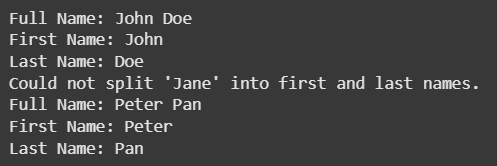 Full Name: John Doe
First Name: John
Last Name: Doe
Could not split 'Jane' into first and last names.
Full Name: Peter Pan
First Name: Peter
Last Name: Pan